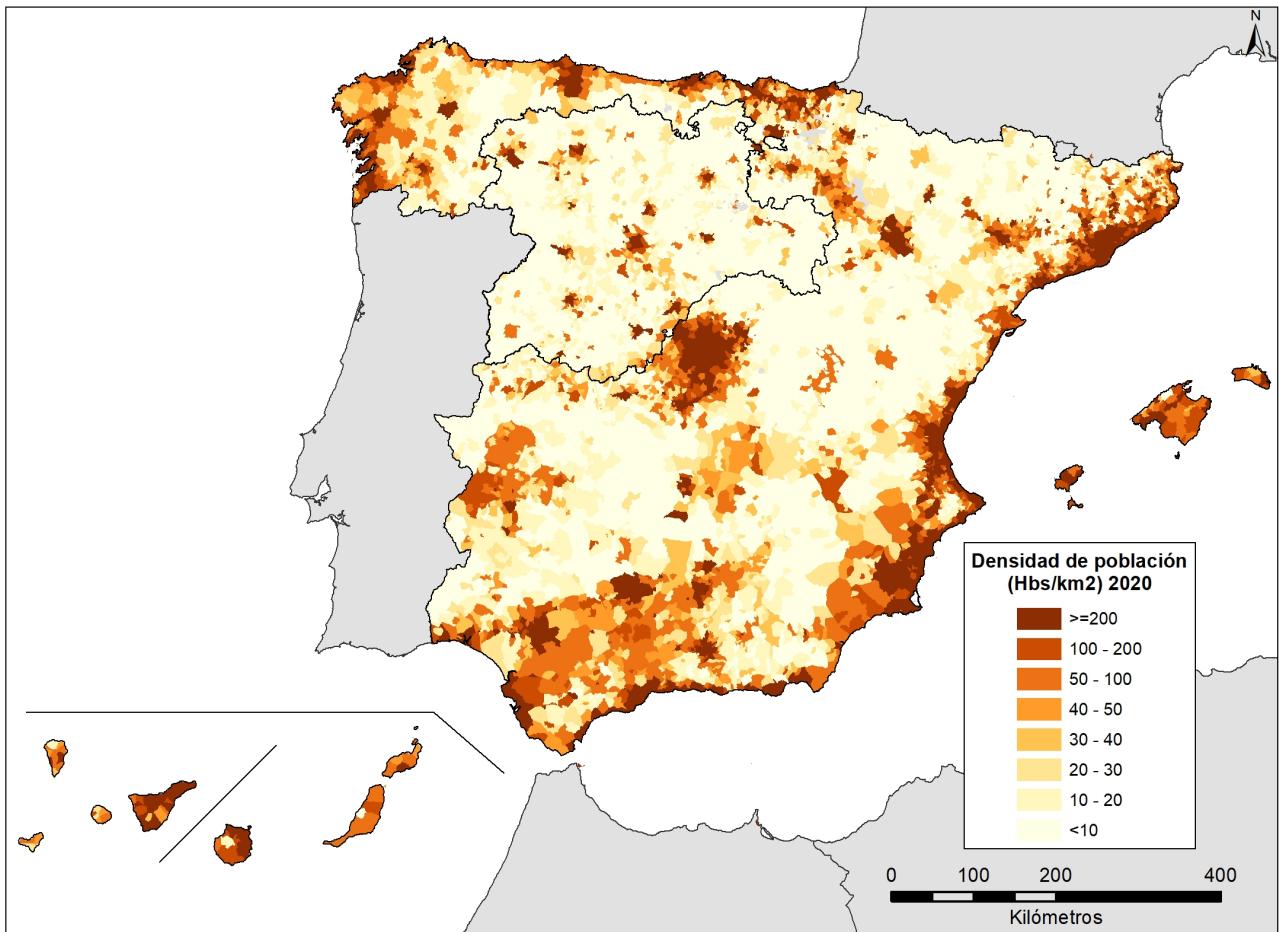 N
Densidad de población
(Hbs/km2) 2020
>=200
100 - 200
50 - 100
40 - 50
30 - 40
20 - 30
10 - 20
<10
0 100 200 400
Kilómetros